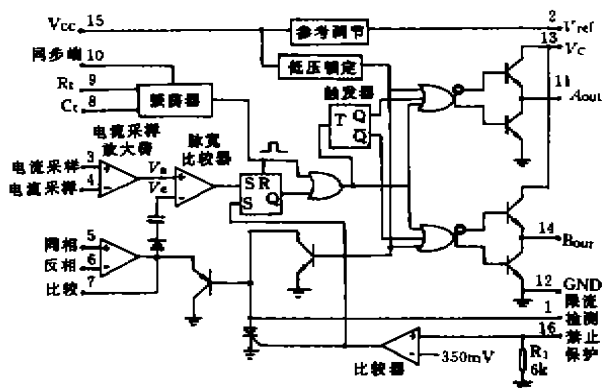 Vcc 15
参考调节
2 Vref
13 Vc
同步端 10
低压锁定
Rt 9
Ct 8
振荡器
触发器
T Q
Q
11 Aout
电流采样
放大器
脉宽
比较器
电流采样 3
电流采样 4
+
-
Va
Ve
+
-
S R
S Q
同相 5
反相 6
比较 7
+
-
14 Bout
12 GND
限流
1 检测
16 禁止
保护
+
-
350mV
比较器
R1
6k